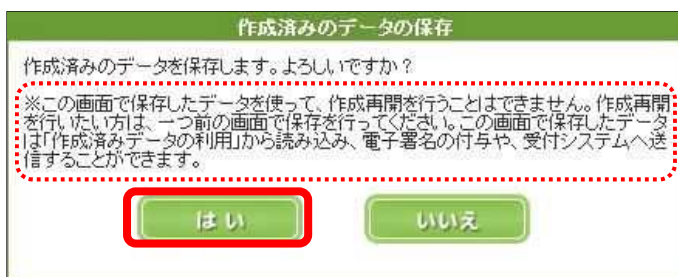 作成済みのデータの保存
作成済みのデータを保存します。よろしいですか？
※この画面で保存したデータを使って、作成再開を行うことはできません。作成再開
を行いたい方は、一つ前の画面で保存を行ってください。この画面で保存したデータ
は「作成済みデータの利用」から読み込み、電子署名の付与や、受付システムへ送
信することができます。
はい
いいえ